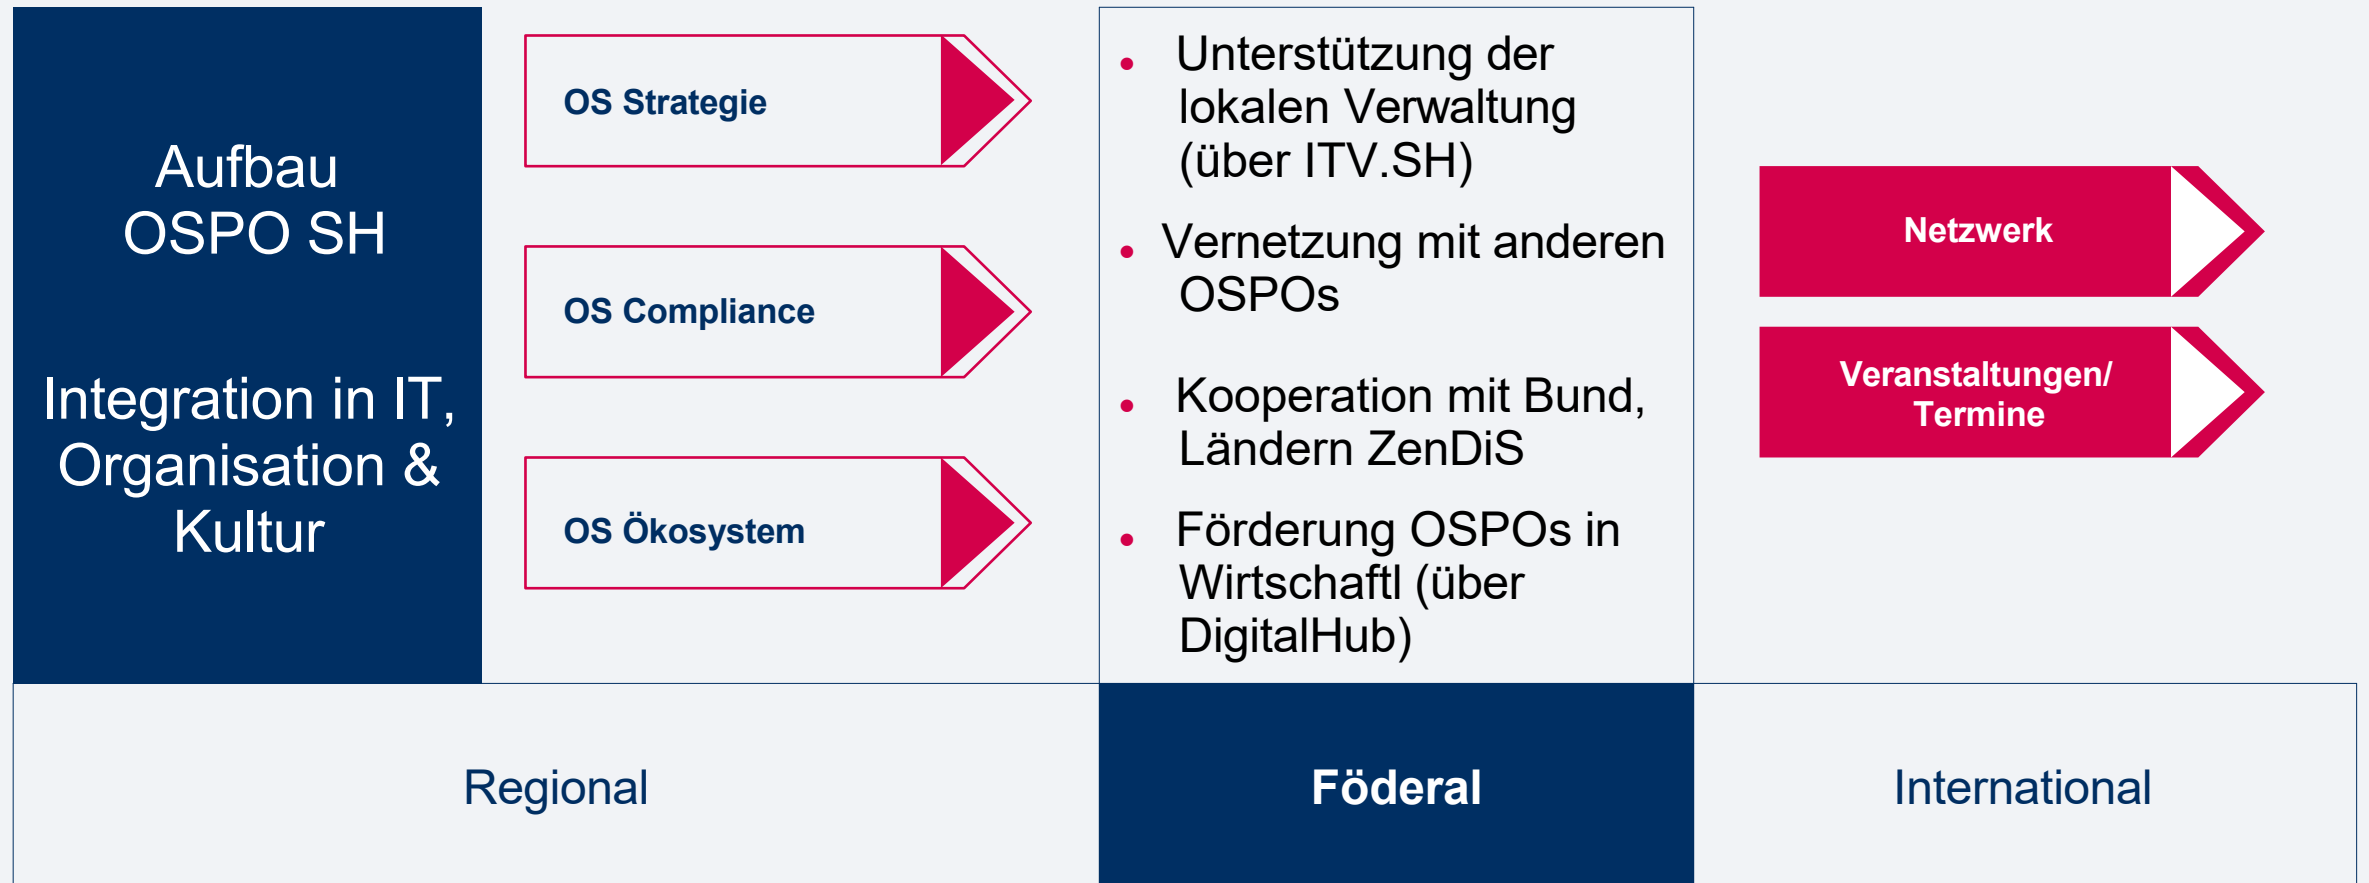 Aufbau
OSPO SH
Integration in IT,
Organisation &
Kultur
OS Strategie
OS Compliance
OS Ökosystem
• Unterstützung der
lokalen Verwaltung
(über ITV.SH)
• Vernetzung mit anderen
OSPOs
• Kooperation mit Bund,
Ländern ZenDiS
• Förderung OSPOs in
Wirtschaftl (über
DigitalHub)
Netzwerk
Veranstaltungen/
Termine
Regional
Föderal
International